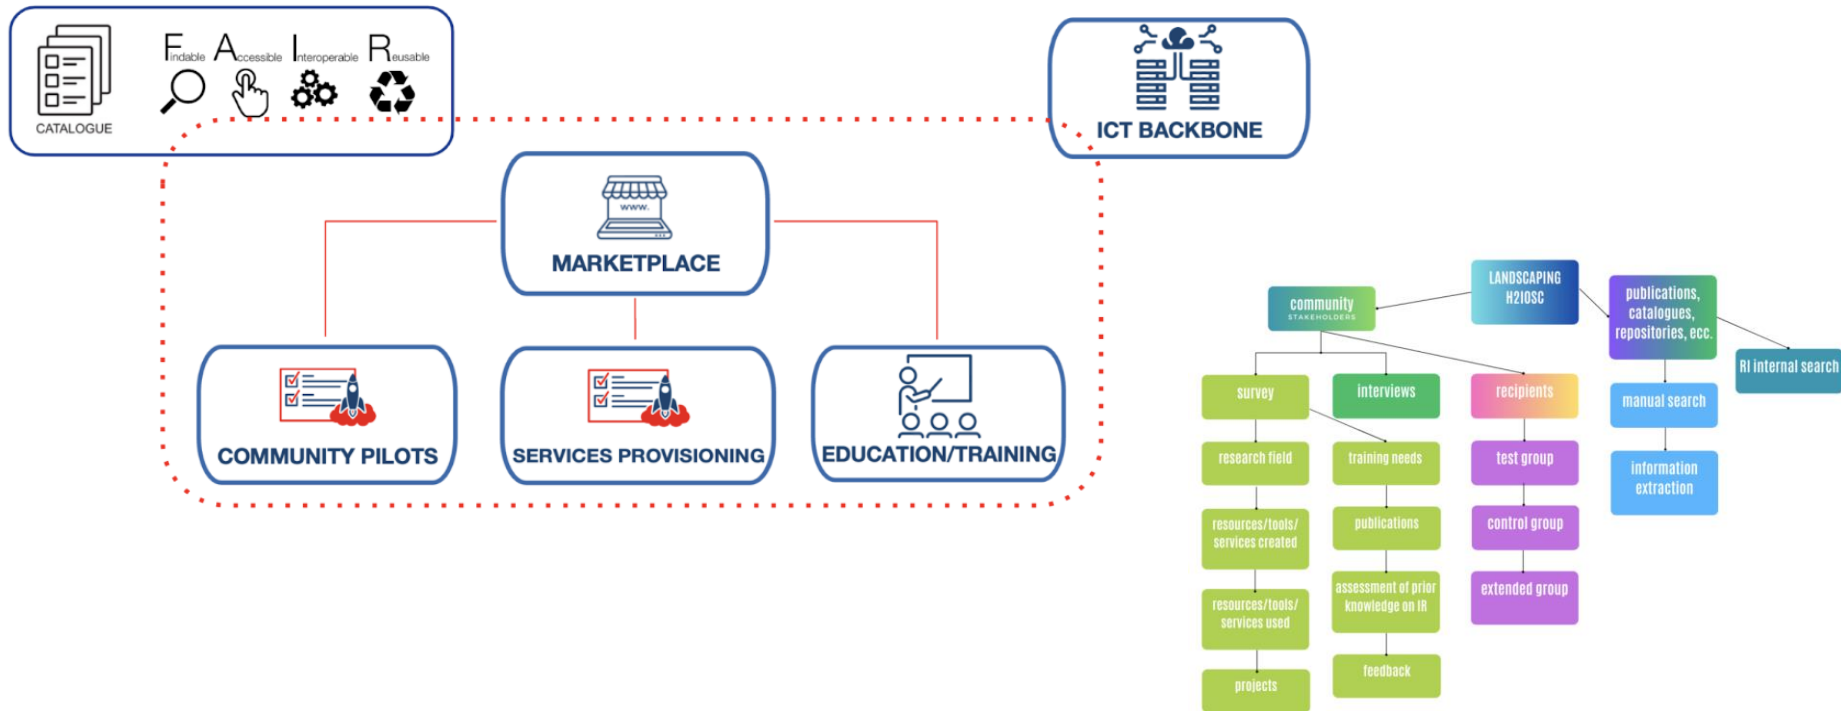 Findable Accessible Interoperable Reusable
CATALOGUE
ICT BACKBONE
www.
MARKETPLACE
COMMUNITY PILOTS
SERVICES PROVISIONING
EDUCATION/TRAINING
LANDSCAPING
H2IOSC
community
STAKEHOLDERS
publications,
catalogues,
repositories, ecc.
RI internal search
survey
interviews
recipients
manual search
research field
training needs
test group
information
extraction
resources/tools/
services created
publications
control group
resources/tools/
services used
assessment of prior
knowledge on IR
extended group
projects
feedback